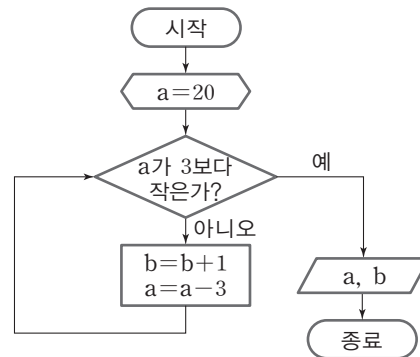 시작
a=20
a가 3보다
작은가?
예
아니오
b=b+1
a=a-3
a, b
종료